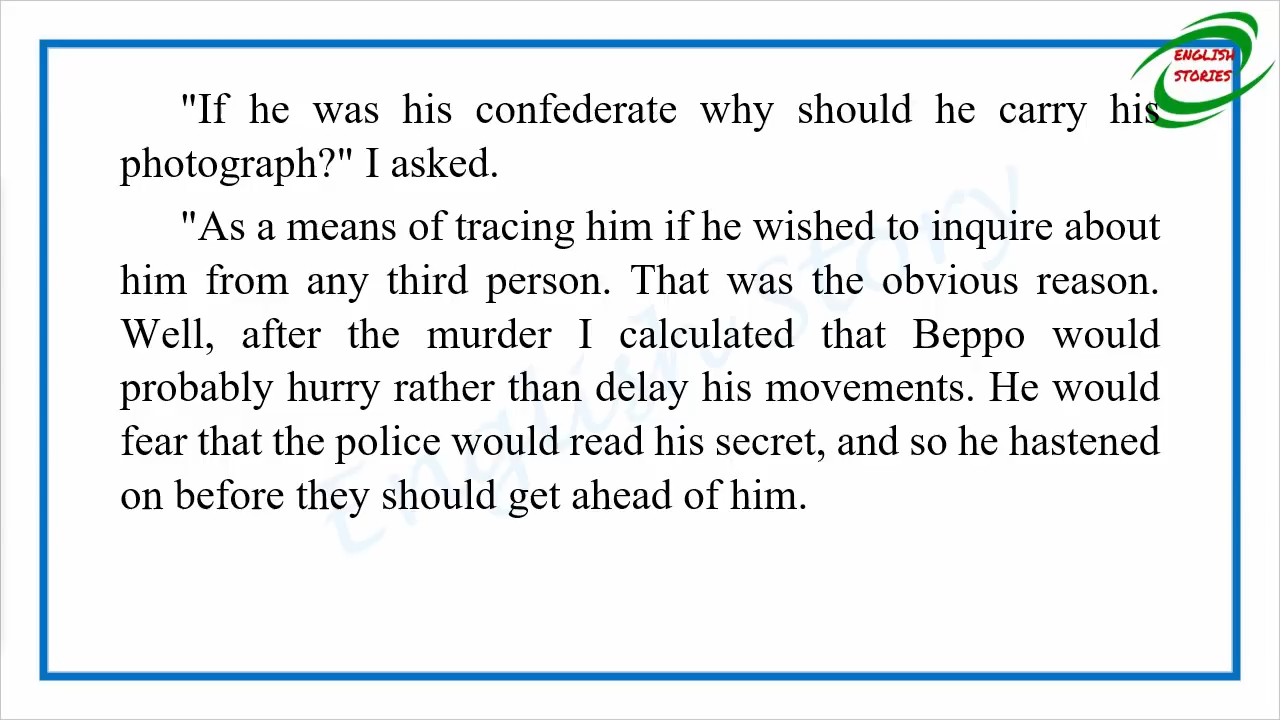 ENGLISH
STORIES
"If he was his confederate why should he carry his
photograph?" I asked.
"As a means of tracing him if he wished to inquire about
him from any third person. That was the obvious reason.
Well, after the murder I calculated that Beppo would
probably hurry rather than delay his movements. He would
fear that the police would read his secret, and so he hastened
on before they should get ahead of him.
English Story